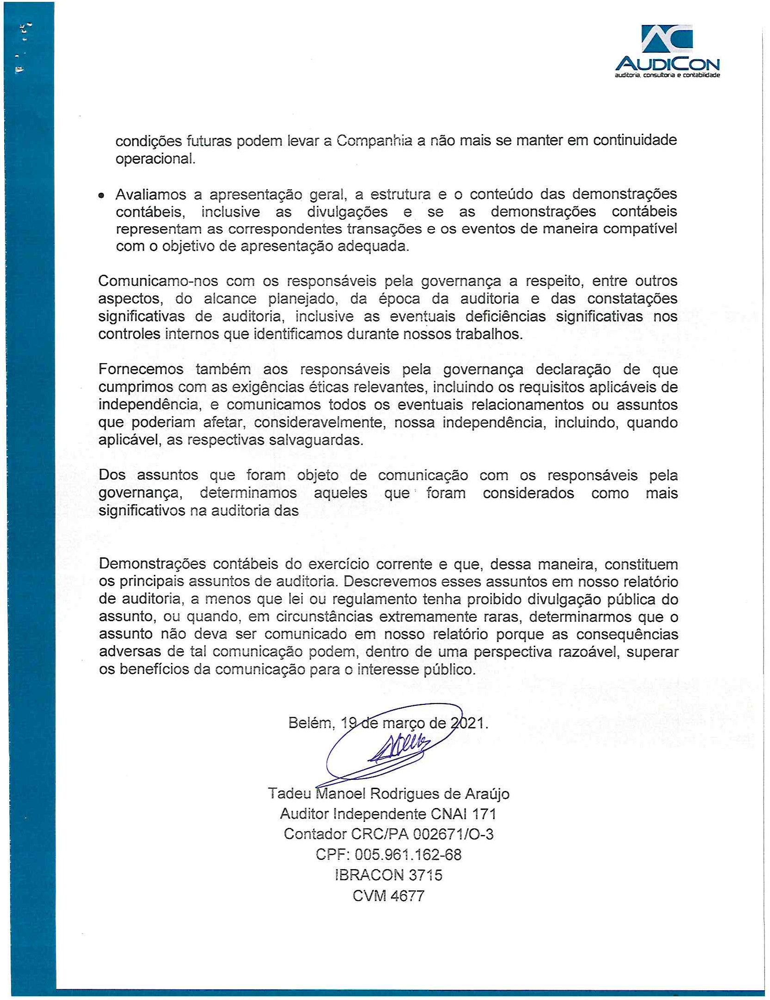 AC
AUDICON
auditoria, consultoria e contabilidade
condições futuras podem levar a Companhia a não mais se manter em continuidade
operacional.
• Avaliamos a apresentação geral, a estrutura e o conteúdo das demonstrações
contábeis, inclusive as divulgações e se as demonstrações contábeis
representam as correspondentes transações e os eventos de maneira compatível
com o objetivo de apresentação adequada.
Comunicamo-nos com os responsáveis pela governança a respeito, entre outros
aspectos, do alcance planejado, da época da auditoria e das constatações
significativas de auditoria, inclusive as eventuais deficiências significativas nos
controles internos que identificamos durante nossos trabalhos.
Fornecemos também aos responsáveis pela governança declaração de que
cumprimos com as exigências éticas relevantes, incluindo os requisitos aplicáveis de
independência, e comunicamos todos os eventuais relacionamentos ou assuntos
que poderiam afetar, consideravelmente, nossa independência, incluindo, quando
aplicável, as respectivas salvaguardas.
Dos assuntos que foram objeto de comunicação com os responsáveis pela
governança, determinamos aqueles que foram considerados como mais
significativos na auditoria das
Demonstrações contábeis do exercício corrente e que, dessa maneira, constituem
os principais assuntos de auditoria. Descrevemos esses assuntos em nosso relatório
de auditoria, a menos que lei ou regulamento tenha proibido divulgação pública do
assunto, ou quando, em circunstâncias extremamente raras, determinarmos que o
assunto não deva ser comunicado em nosso relatório porque as consequências
adversas de tal comunicação podem, dentro de uma perspectiva razoável, superar
os benefícios da comunicação para o interesse público.
Belém, 19 de março de 2021.
Tadeu Manoel Rodrigues de Araújo
Auditor Independente CNAI 171
Contador CRC/PA 002671/O-3
CPF: 005.961.162-68
IBRACON 3715
CVM 4677